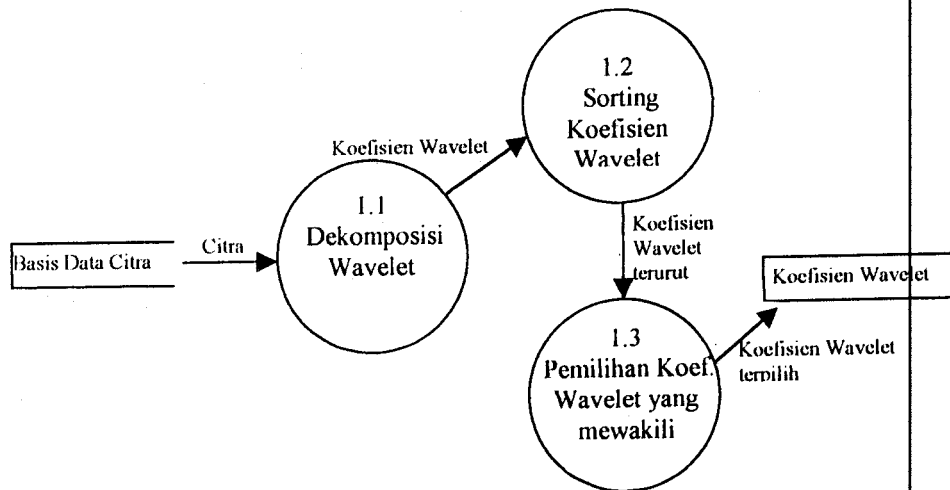 1.2
Sorting
Koefisien
Wavelet
Koefisien Wavelet
1.1
Dekomposisi
Wavelet
Citra
Basis Data Citra
Koefisien
Wavelet
terurut
Koefisien Wavelet
1.3
Pemilihan Koef.
Wavelet yang
mewakili
Koefisien Wavelet
terpilih